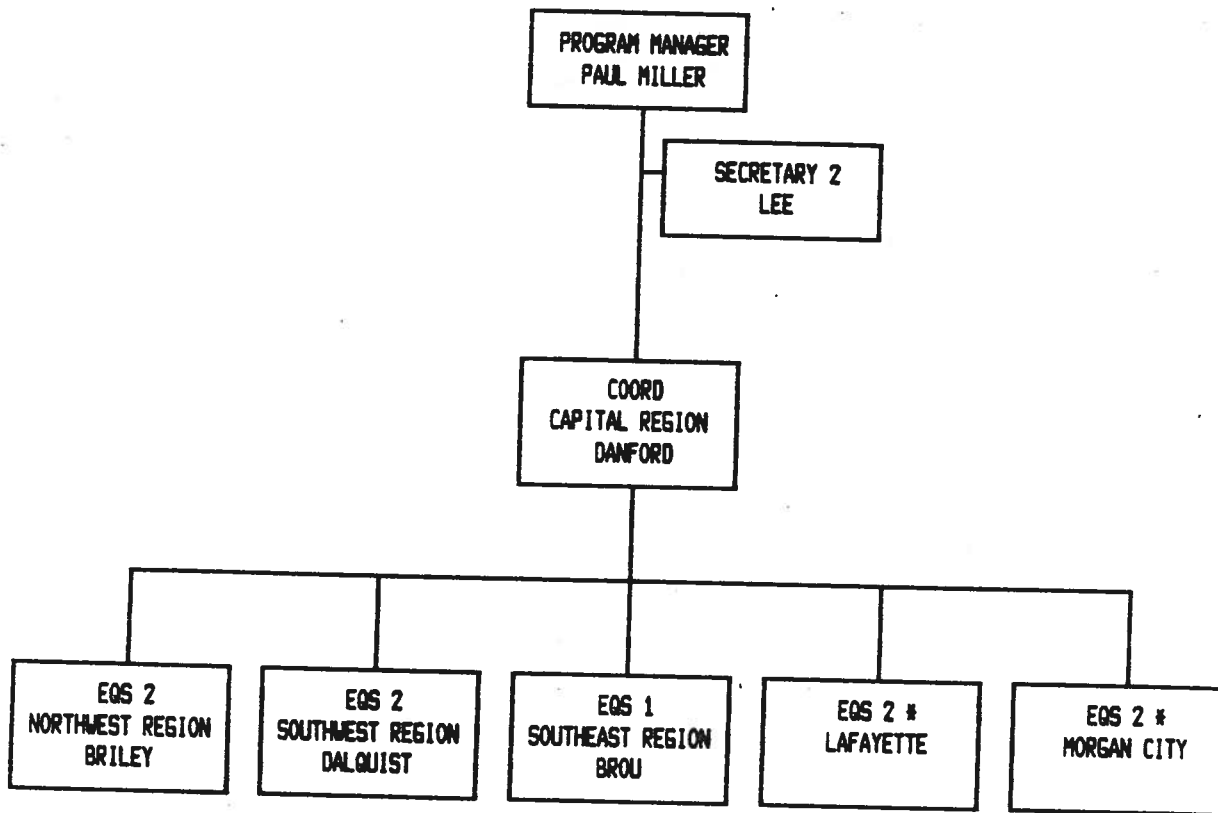 PROGRAM MANAGER
PAUL MILLER
SECRETARY 2
LEE
COORD
CAPITAL REGION
DANFORD
EQS 2
NORTHWEST REGION
BRILEY
EQS 2
SOUTHWEST REGION
DALQUIST
EQS 1
SOUTHEAST REGION
BROU
EQS 2 *
LAFAYETTE
EQS 2 *
MORGAN CITY